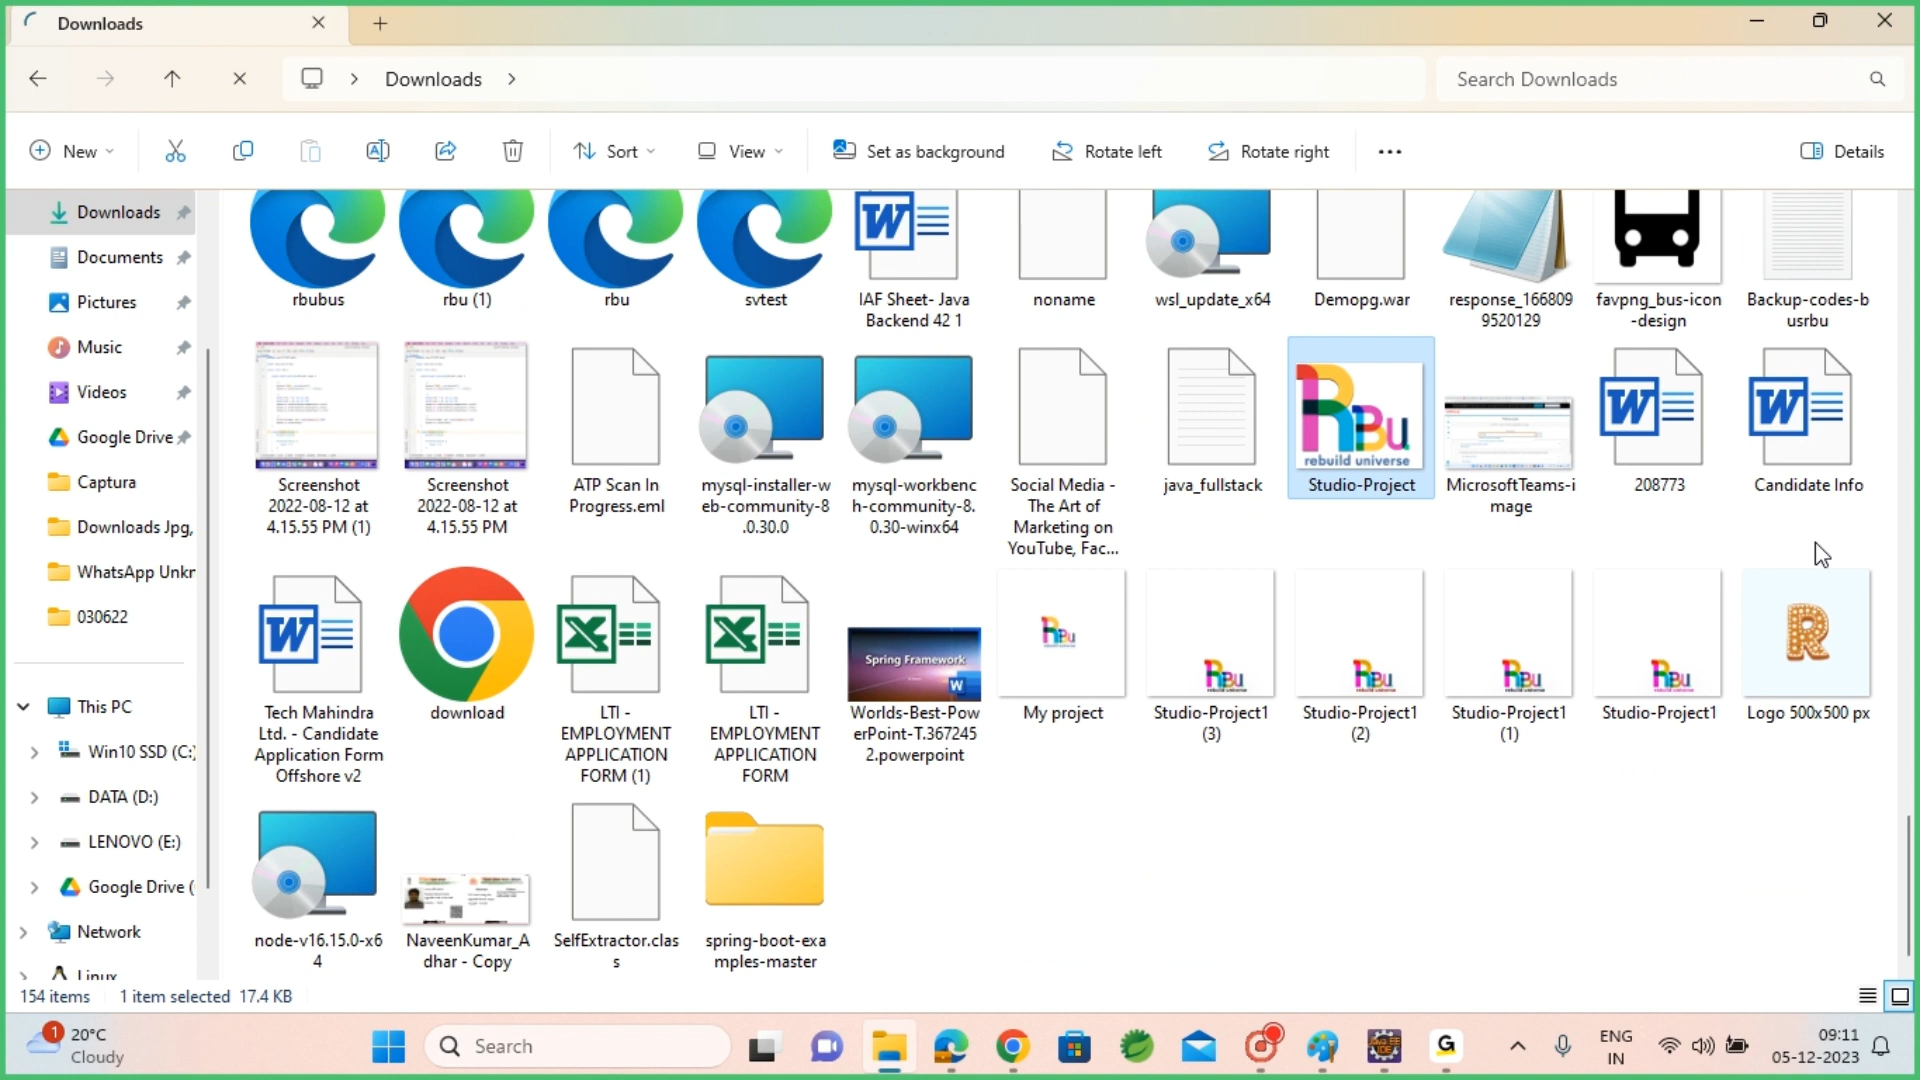 Downloads
Downloads
Search Downloads
New
Sort
View
Set as background
Rotate left
Rotate right
Details
Downloads
Documents
Pictures
Music
Videos
Google Drive
Captura
Downloads Jpg,
WhatsApp Unkr
030622
This PC
Win10 SSD (C:)
DATA (D:)
LENOVO (E:)
Google Drive (
Network
Linux
rbubus
rbu (1)
rbu
svtest
IAF Sheet- Java
Backend 42 1
noname
wsl_update_x64
Demopg.war
response_166809
9520129
favpng_bus-icon
-design
Backup-codes-b
usrbu
Screenshot
2022-08-12 at
4.15.55 PM (1)
Screenshot
2022-08-12 at
4.15.55 PM
ATP Scan In
Progress.eml
mysql-installer-w
eb-community-8
.0.30.0
mysql-workbenc
h-community-8.
0.30-winx64
Social Media -
The Art of
Marketing on
YouTube, Fac...
java_fullstack
RBU
rebuild universe
Studio-Project
MicrosoftTeams-i
mage
208773
Candidate Info
Tech Mahindra
Ltd. - Candidate
Application Form
Offshore v2
download
LTI -
EMPLOYMENT
APPLICATION
FORM (1)
LTI -
EMPLOYMENT
APPLICATION
FORM
Spring Framework
Worlds-Best-Pow
erPoint-T.367245
2.powerpoint
My project
Studio-Project1
(3)
Studio-Project1
(2)
Studio-Project1
(1)
Studio-Project1
R
Logo 500x500 px
node-v16.15.0-x6
4
NaveenKumar_A
dhar - Copy
SelfExtractor.clas
s
spring-boot-exa
mples-master
154 items
1 item selected 17.4 KB
1
20°C
Cloudy
Search
ENG
IN
09:11
05-12-2023